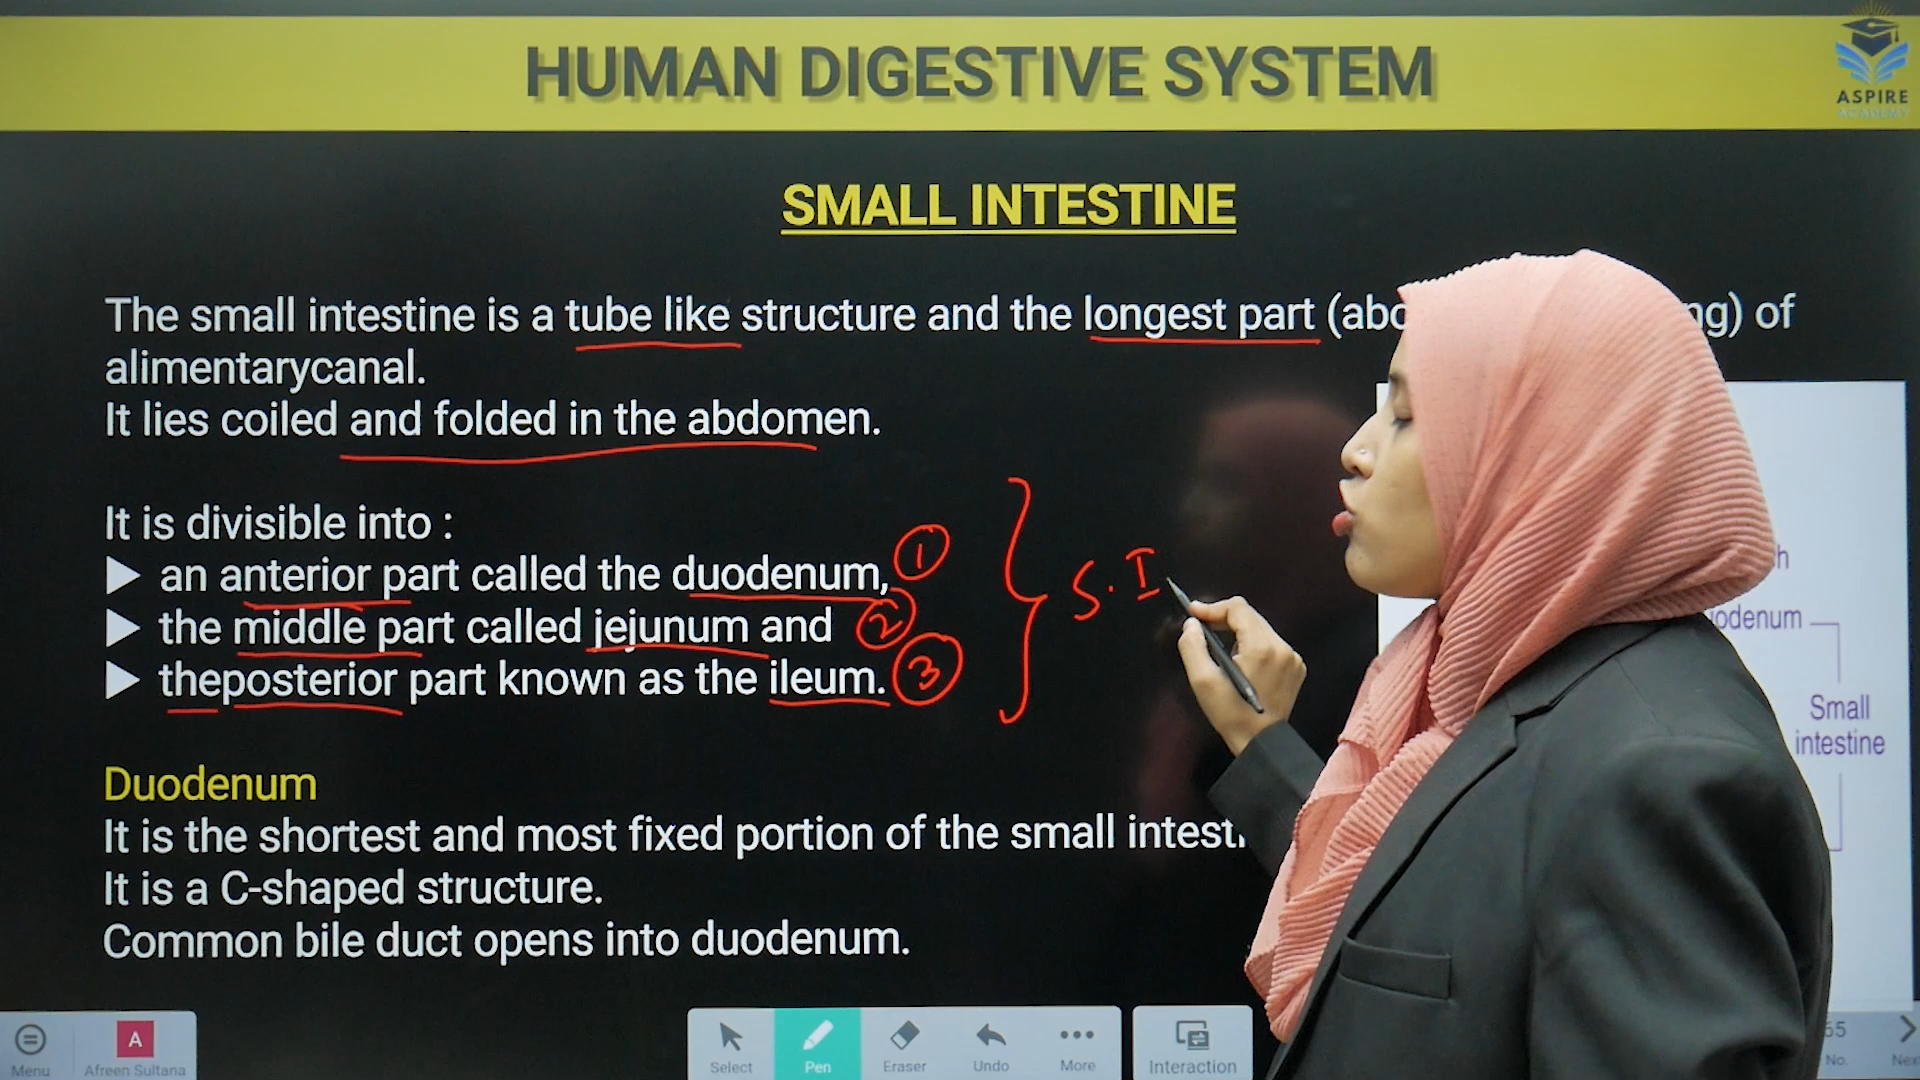 HUMAN DIGESTIVE SYSTEM
ASPIRE
ACADEMY
SMALL INTESTINE
The small intestine is a tube like structure and the longest part of
alimentarycanal.
It lies coiled and folded in the abdomen.
It is divisible into :
▶ an anterior part called the duodenum, 1
▶ the middle part called jejunum and 2
▶ theposterior part known as the ileum. 3
S.I
Small
intestine
Duodenum
It is the shortest and most fixed portion of the small
It is a C-shaped structure.
Common bile duct opens into duodenum.
Menu
A
Afreen Sultana
Select
Pen
Eraser
Undo
More
Interaction
No.